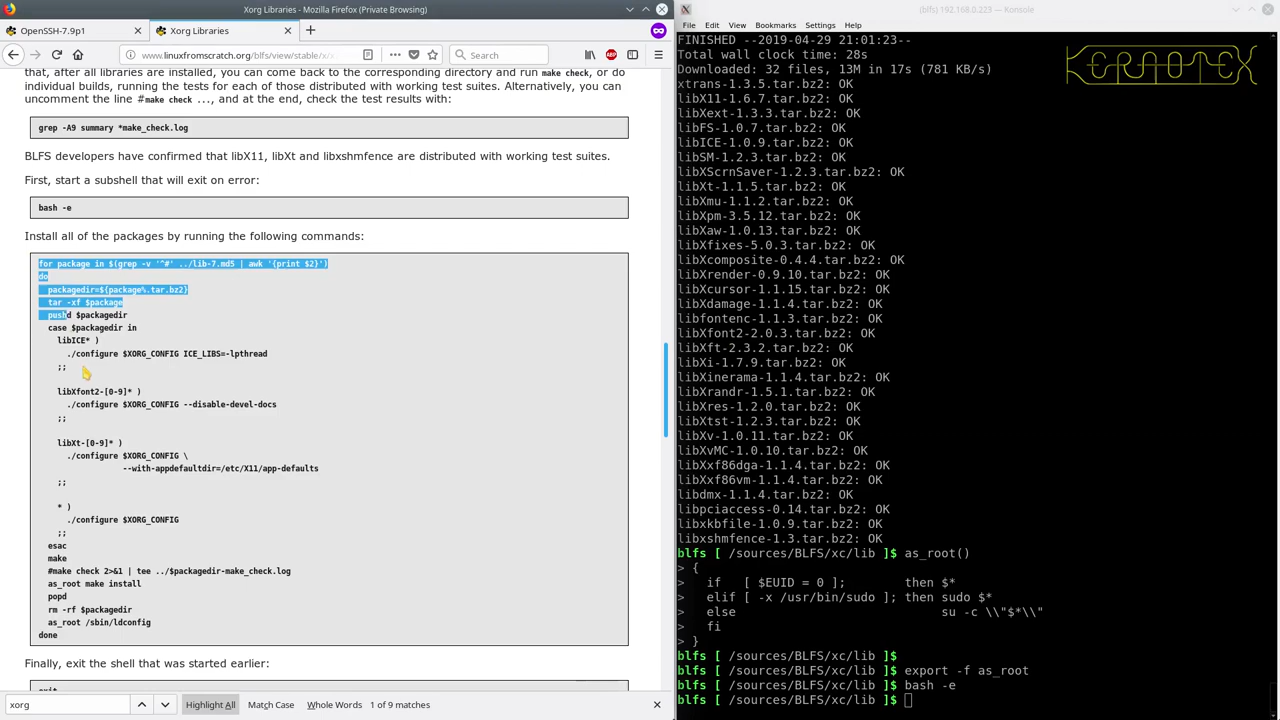 Xorg Libraries - Mozilla Firefox (Private Browsing)
OpenSSH-7.9p1
Xorg Libraries
www.linuxfromscratch.org/blfs/view/stable/x/x
Search
that, after all libraries are installed, you can come back to the corresponding directory and run make check, or do
individual builds, running the tests for each of those distributed with working test suites. Alternatively, you can
uncomment the line #make check ..., and at the end, check the test results with:
grep -A9 summary *make_check.log
BLFS developers have confirmed that libX11, libXt and libxshmfence are distributed with working test suites.
First, start a subshell that will exit on error:
bash -e
Install all of the packages by running the following commands:
for package in $(grep -v '^#' ../lib-7.md5 | awk '{print $2}')
do
packagedir=${package%.tar.bz2}
tar -xf $package
pushd $packagedir
case $packagedir in
libICE* )
./configure $XORG_CONFIG ICE_LIBS=-lpthread
;;
libXfont2-[0-9]* )
./configure $XORG_CONFIG --disable-devel-docs
;;
libXt-[0-9]* )
./configure $XORG_CONFIG \
--with-appdefaultdir=/etc/X11/app-defaults
;;
* )
./configure $XORG_CONFIG
;;
esac
make
#make check 2>&1 | tee ../$packagedir-make_check.log
as_root make install
popd
rm -rf $packagedir
as_root /sbin/ldconfig
done
Finally, exit the shell that was started earlier:
exit
xorg
Highlight All
Match Case
Whole Words
1 of 9 matches
(blfs) 192.168.0.223 — Konsole
File Edit View Bookmarks Settings Help
KERNOTEX
FINISHED --2019-04-29 21:01:23--
Total wall clock time: 28s
Downloaded: 32 files, 13M in 17s (781 KB/s)
xtrans-1.3.5.tar.bz2: OK
libX11-1.6.7.tar.bz2: OK
libXext-1.3.3.tar.bz2: OK
libFS-1.0.7.tar.bz2: OK
libICE-1.0.9.tar.bz2: OK
libSM-1.2.3.tar.bz2: OK
libXScrnSaver-1.2.3.tar.bz2: OK
libXt-1.1.5.tar.bz2: OK
libXmu-1.1.2.tar.bz2: OK
libXpm-3.5.12.tar.bz2: OK
libXaw-1.0.13.tar.bz2: OK
libXfixes-5.0.3.tar.bz2: OK
libXcomposite-0.4.4.tar.bz2: OK
libXrender-0.9.10.tar.bz2: OK
libXcursor-1.1.15.tar.bz2: OK
libXdamage-1.1.4.tar.bz2: OK
libfontenc-1.1.3.tar.bz2: OK
libXfont2-2.0.3.tar.bz2: OK
libXft-2.3.2.tar.bz2: OK
libXi-1.7.9.tar.bz2: OK
libXinerama-1.1.4.tar.bz2: OK
libXrandr-1.5.1.tar.bz2: OK
libXres-1.2.0.tar.bz2: OK
libXtst-1.2.3.tar.bz2: OK
libXv-1.0.11.tar.bz2: OK
libXvMC-1.0.10.tar.bz2: OK
libXxf86dga-1.1.4.tar.bz2: OK
libXxf86vm-1.1.4.tar.bz2: OK
libdmx-1.1.4.tar.bz2: OK
libpciaccess-0.14.tar.bz2: OK
libxkbfile-1.0.9.tar.bz2: OK
libxshmfence-1.3.tar.bz2: OK
blfs [ /sources/BLFS/xc/lib ]$ as_root()
> {
>   if   [ $EUID = 0 ];        then $*
>   elif [ -x /usr/bin/sudo ]; then sudo $*
>   else                       su -c \\"$*\\"
>   fi
> }
blfs [ /sources/BLFS/xc/lib ]$
blfs [ /sources/BLFS/xc/lib ]$ export -f as_root
blfs [ /sources/BLFS/xc/lib ]$ bash -e
blfs [ /sources/BLFS/xc/lib ]$